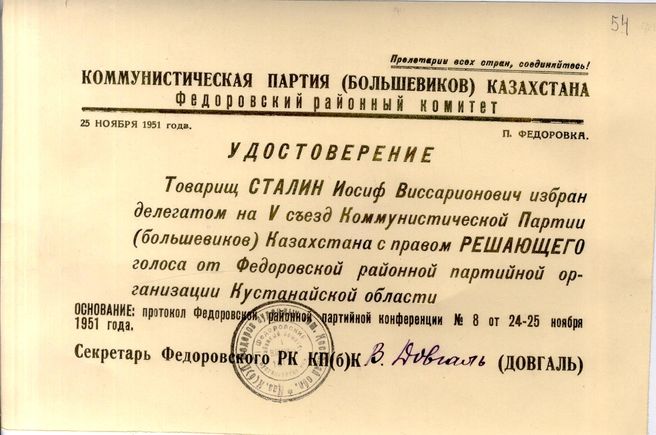 54
Пролетарии всех стран, соединяйтесь!
КОММУНИСТИЧЕСКАЯ ПАРТИЯ (БОЛЬШЕВИКОВ) КАЗАХСТАНА
Федоровский районный комитет
25 НОЯБРЯ 1951 года.
П. ФЕДОРОВКА.
УДОСТОВЕРЕНИЕ
Товарищ СТАЛИН Иосиф Виссарионович избран
делегатом на V съезд Коммунистической Партии
(большевиков) Казахстана с правом РЕШАЮЩЕГО
голоса от Федоровской районной партийной ор-
ганизации Кустанайской области
ОСНОВАНИЕ: протокол Федоровской районной партийной конференции № 8 от 24-25 ноября
1951 года.
Секретарь Федоровского РК КП(б)К В. Довгаль (ДОВГАЛЬ)